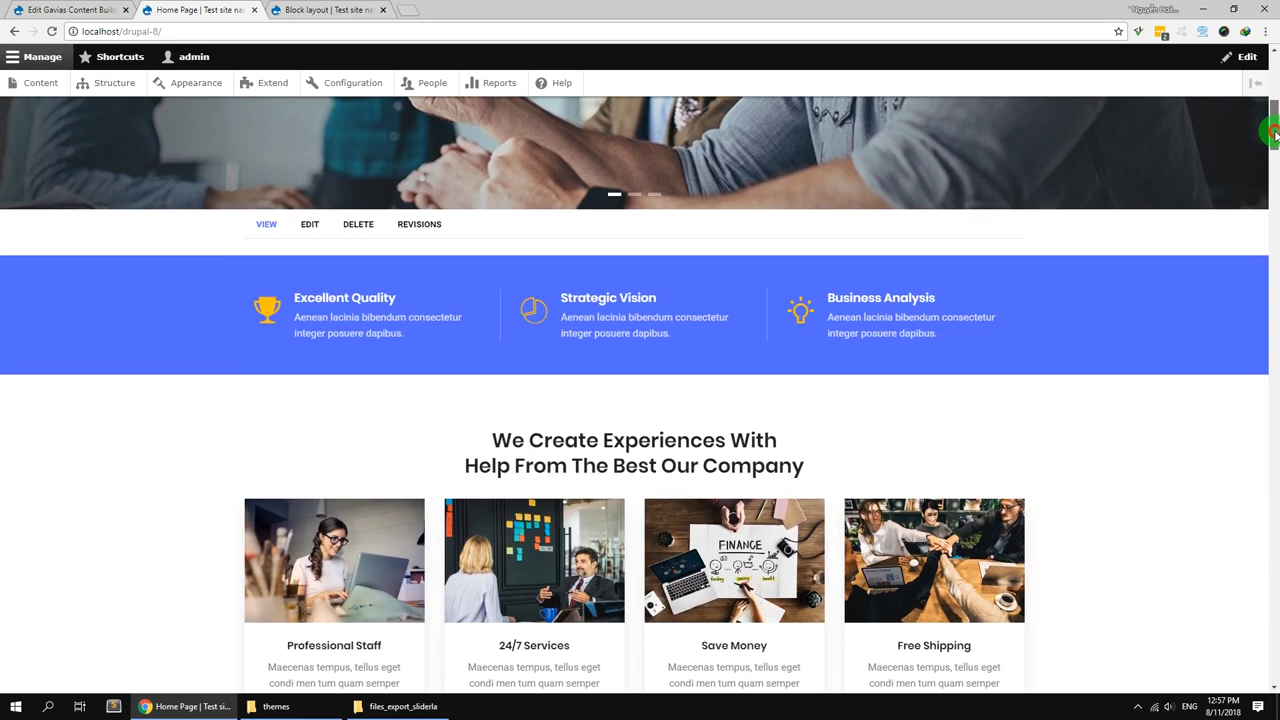 Edit Gavias Content Build
Home Page | Test site na
Block layout | Test site na
localhost/drupal-8/
2
Manage
Shortcuts
admin
Edit
Content
Structure
Appearance
Extend
Configuration
People
Reports
Help
VIEW
EDIT
DELETE
REVISIONS
Excellent Quality
Aenean lacinia bibendum consectetur
integer posuere dapibus.
Strategic Vision
Aenean lacinia bibendum consectetur
integer posuere dapibus.
Business Analysis
Aenean lacinia bibendum consectetur
integer posuere dapibus.
We Create Experiences With
Help From The Best Our Company
FINANCE
Professional Staff
Maecenas tempus, tellus eget
condi men tum quam semper
24/7 Services
Maecenas tempus, tellus eget
condi men tum quam semper
Save Money
Maecenas tempus, tellus eget
condi men tum quam semper
Free Shipping
Maecenas tempus, tellus eget
condi men tum quam semper
Home Page | Test si...
themes
files_export_sliderla
ENG
12:57 PM
8/11/2018